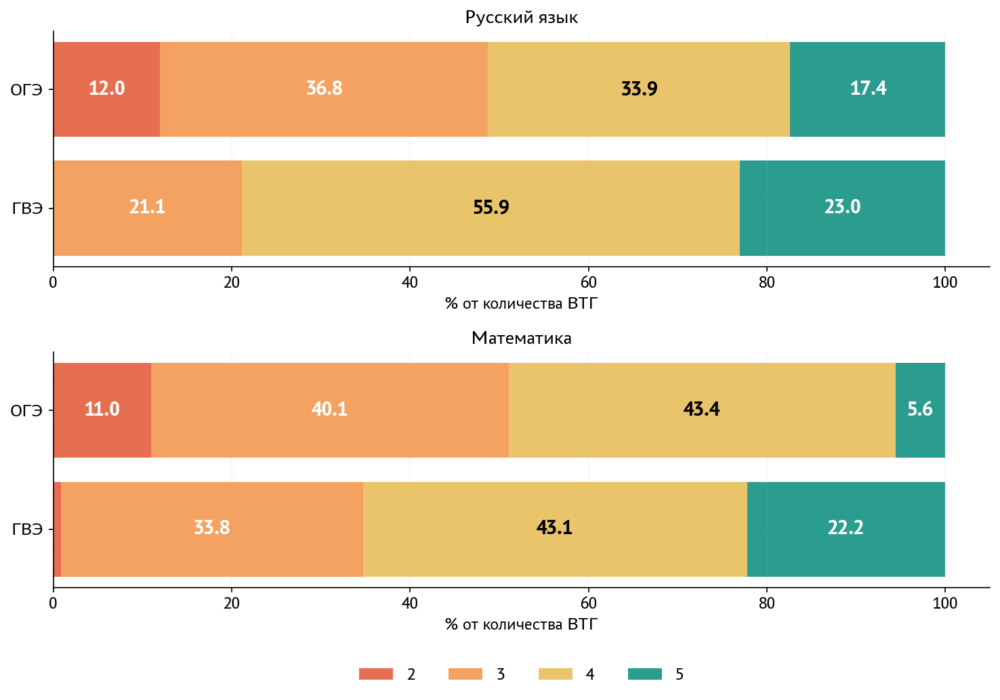 Русский язык
ОГЭ 12.0 36.8 33.9 17.4
ГВЭ 21.1 55.9 23.0
0 20 40 60 80 100
% от количества ВТГ
Математика
ОГЭ 11.0 40.1 43.4 5.6
ГВЭ 33.8 43.1 22.2
0 20 40 60 80 100
% от количества ВТГ
2 3 4 5